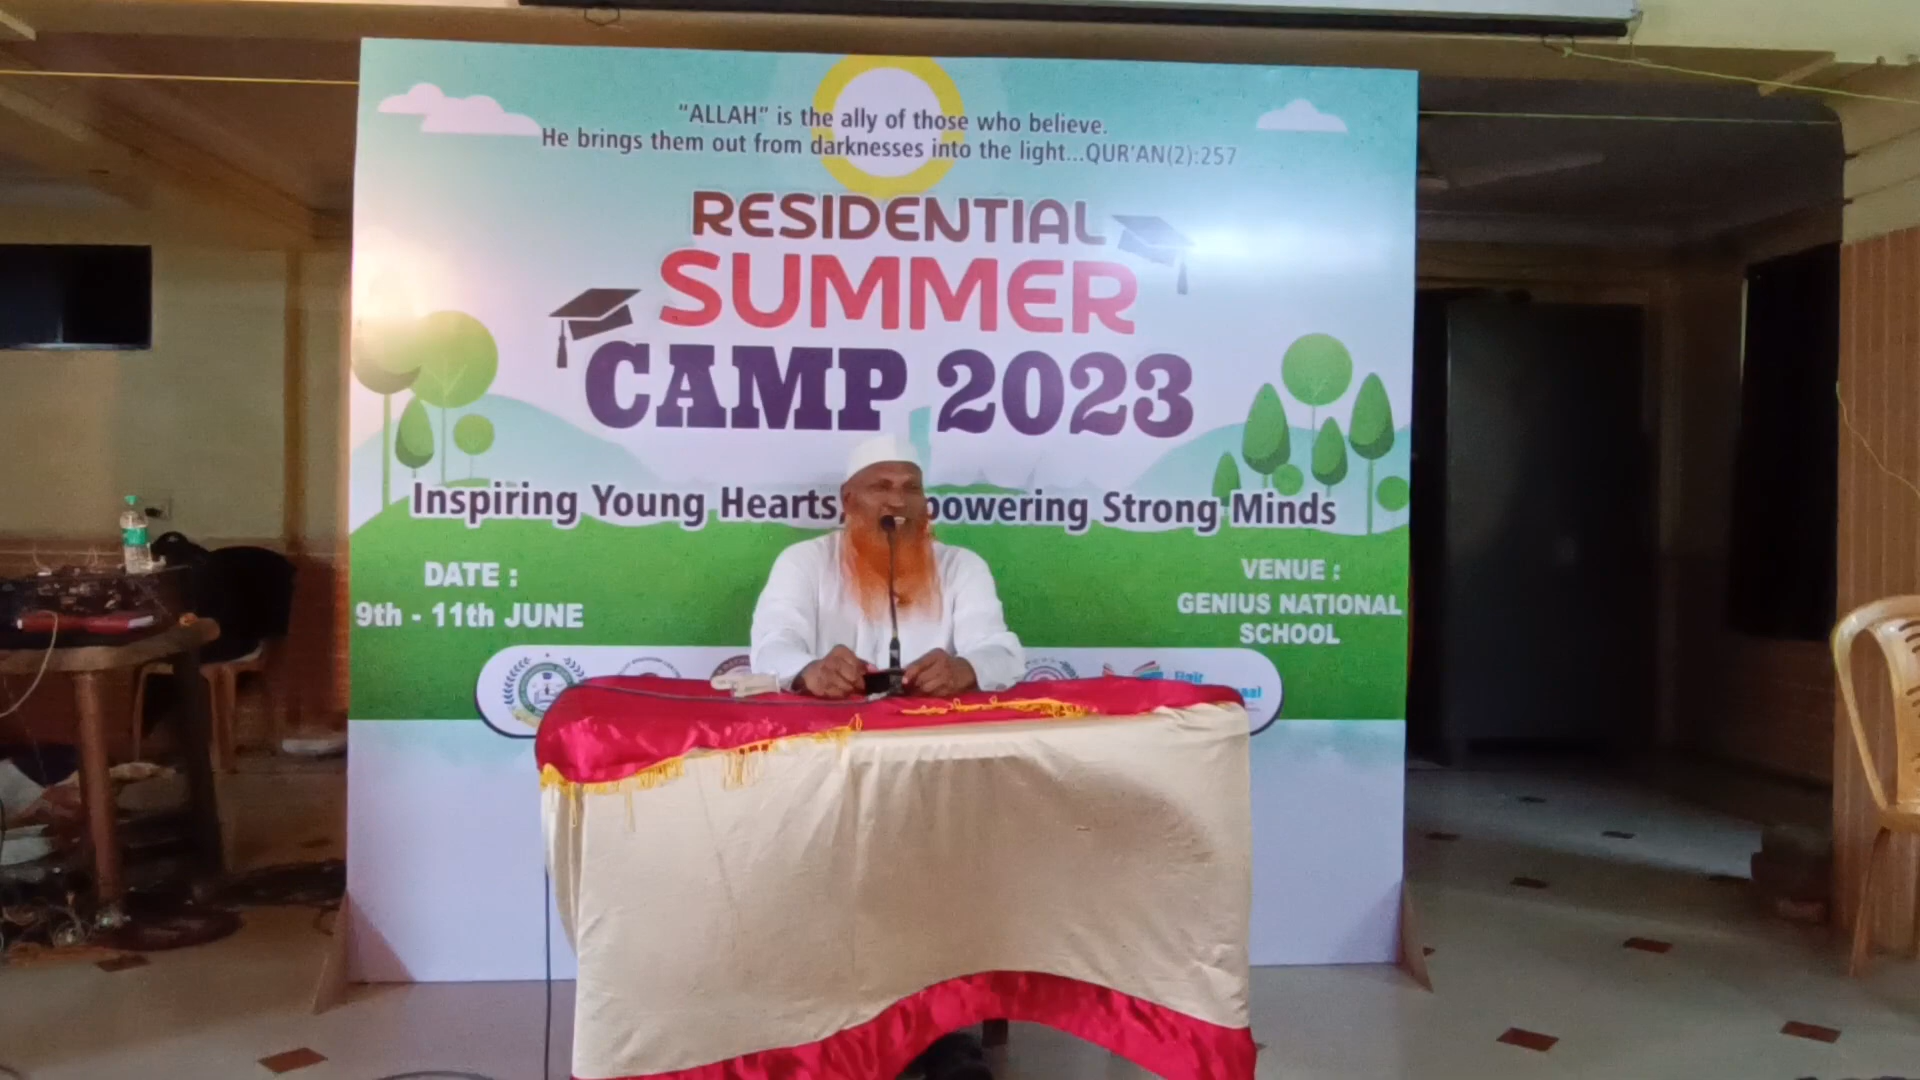 "ALLAH" is the ally of those who believe.
He brings them out from darknesses into the light...QUR'AN(2):257
RESIDENTIAL
SUMMER
CAMP 2023
Inspiring Young Hearts, powering Strong Minds
DATE :
9th - 11th JUNE
VENUE :
GENIUS NATIONAL
SCHOOL